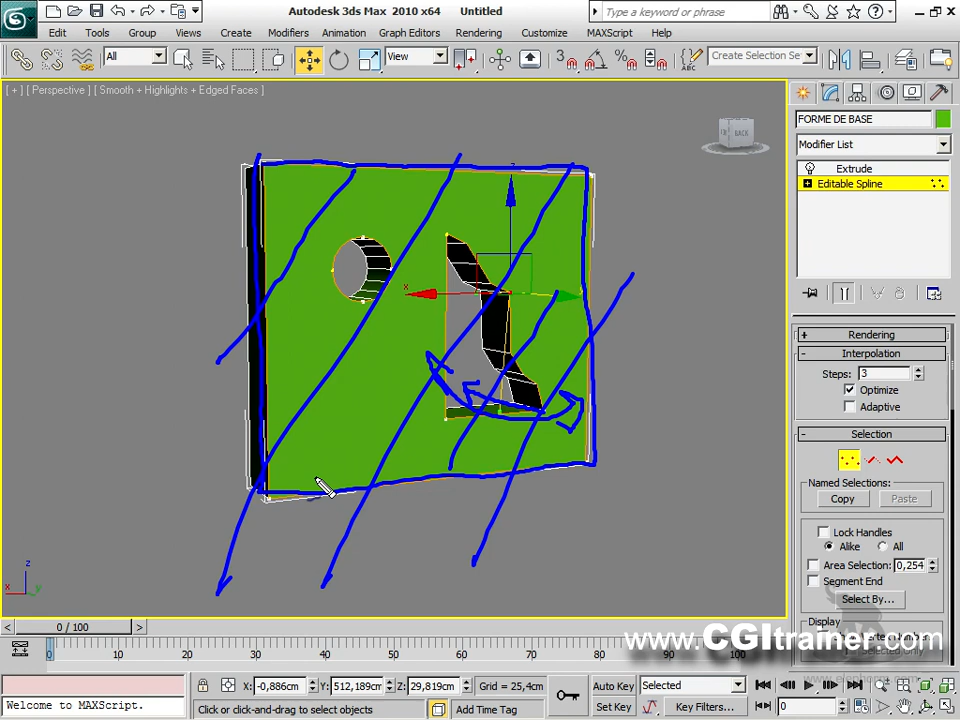 Autodesk 3ds Max 2010 x64 Untitled
Type a keyword or phrase
Edit Tools Group Views Create Modifiers Animation Graph Editors Rendering Customize MAXScript Help
All View 3 Create Selection Se
[ + ] [ Perspective ] [ Smooth + Highlights + Edged Faces ]
BACK
FORME DE BASE
Modifier List
Extrude
Editable Spline
x
z
x y
+ Rendering
- Interpolation
Steps: 3
Optimize
Adaptive
- Selection
Named Selections:
Copy Paste
Lock Handles
Alike All
Area Selection: 0,254
Segment End
Select By...
Display
0 / 100
0 10 20 30 40 50 60 70 80 90 100
www.CGItrainer.com
X: -0,886cm Y: 512,189cm Z: 29,819cm Grid = 25,4cm
Auto Key Selected
Welcome to MAXScript. Click or click-and-drag to select objects Add Time Tag Set Key Key Filters... 0